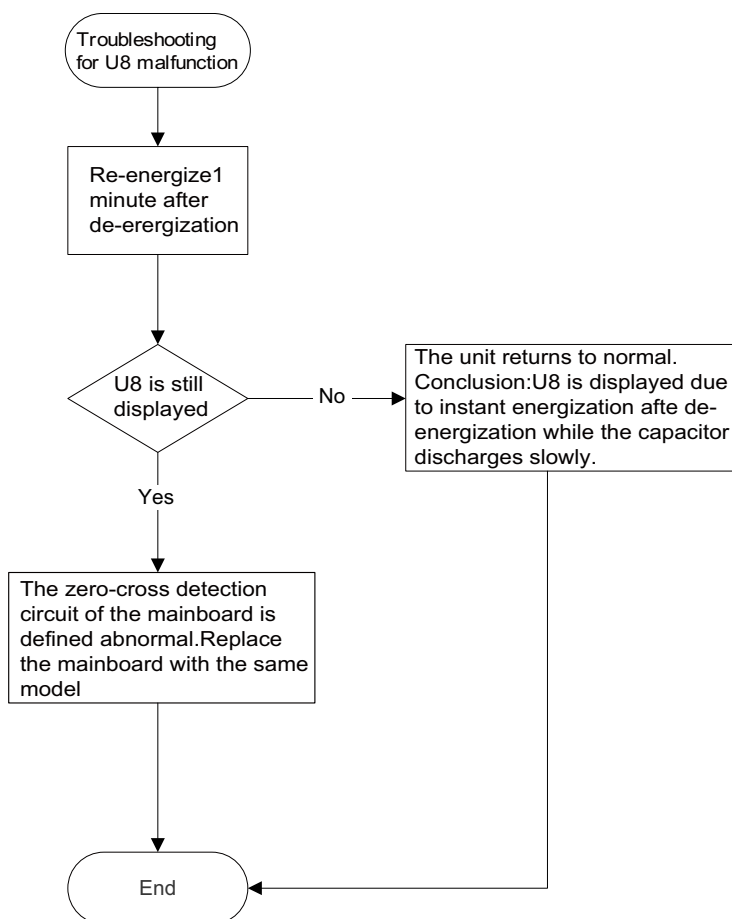 Troubleshooting
for U8 malfunction
Re-energize1
minute after
de-erergization
U8 is still
displayed
No
The unit returns to normal.
Conclusion:U8 is displayed due
to instant energization afte de-
energization while the capacitor
discharges slowly.
Yes
The zero-cross detection
circuit of the mainboard is
defined abnormal.Replace
the mainboard with the same
model
End